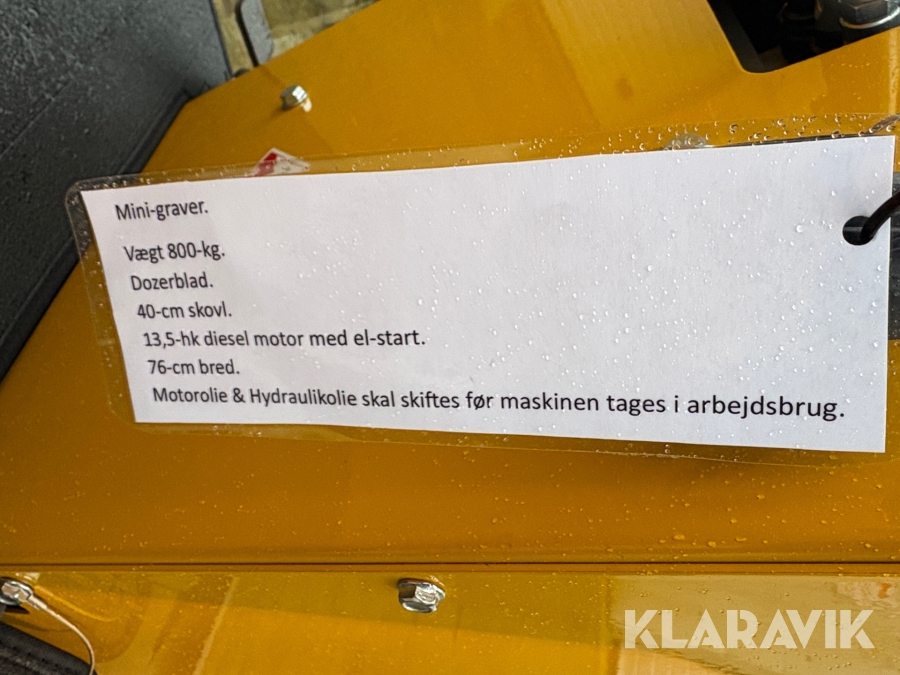 Mini-graver.
Vægt 800-kg.
Dozerblad.
40-cm skovl.
13,5-hk diesel motor med el-start.
76-cm bred.
Motorolie & Hydraulikolie skal skiftes før maskinen tages i arbejdsbrug.
KLARAVIK